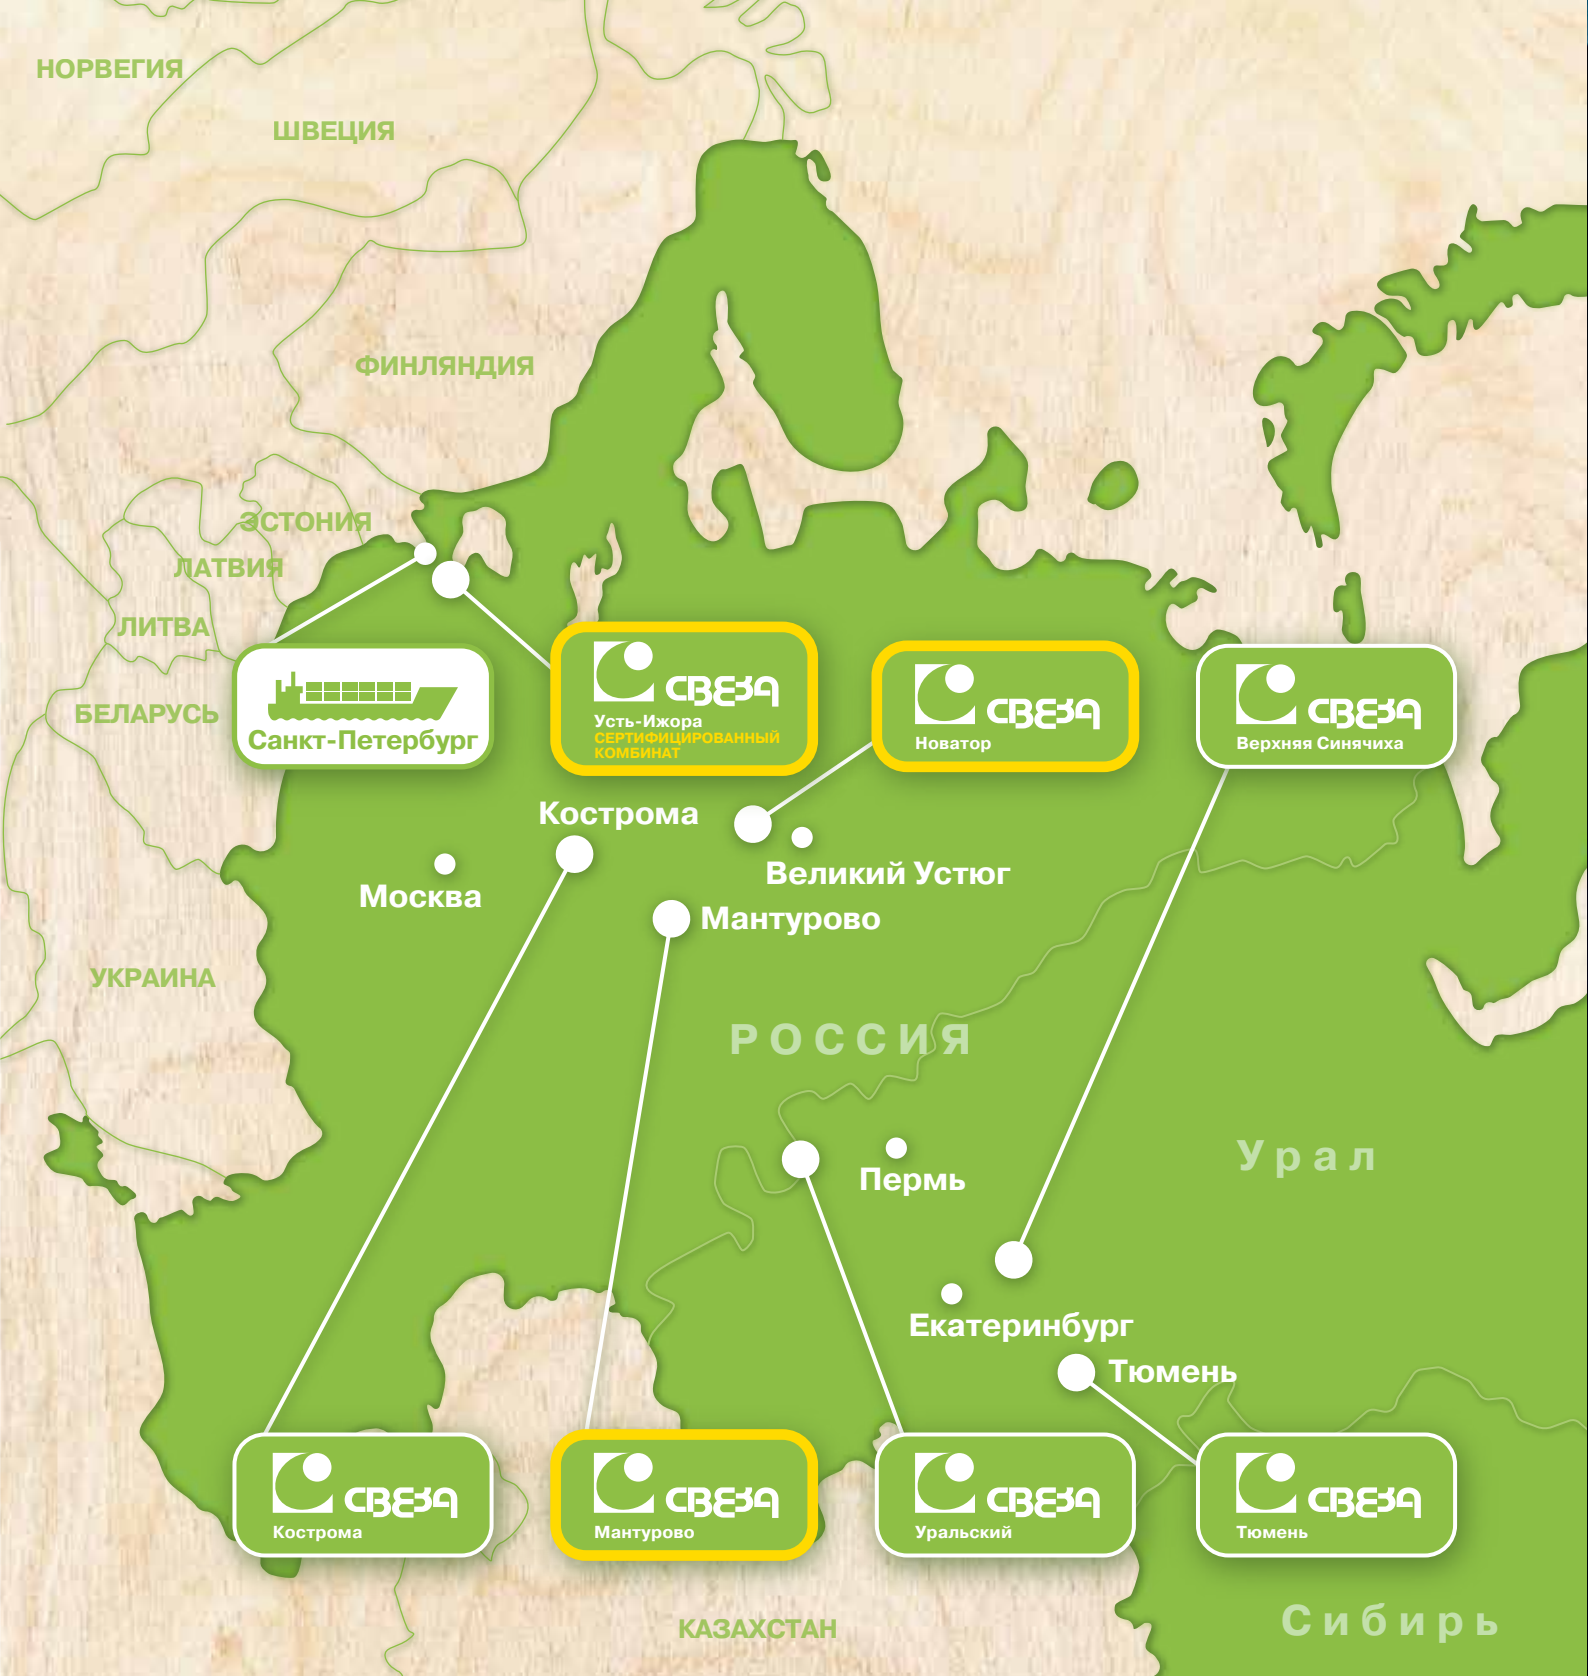 НОРВЕГИЯ
ШВЕЦИЯ
ФИНЛЯНДИЯ
ЭСТОНИЯ
ЛАТВИЯ
ЛИТВА
БЕЛАРУСЬ
Санкт-Петербург
СВЕЗА
Усть-Ижора
СЕРТИФИЦИРОВАННЫЙ
КОМБИНАТ
СВЕЗА
Новатор
СВЕЗА
Верхняя Синячиха
Кострома
Великий Устюг
Москва
Мантурово
УКРАИНА
РОССИЯ
Урал
Пермь
Екатеринбург
Тюмень
СВЕЗА
Кострома
СВЕЗА
Мантурово
СВЕЗА
Уральский
СВЕЗА
Тюмень
КАЗАХСТАН
Сибирь